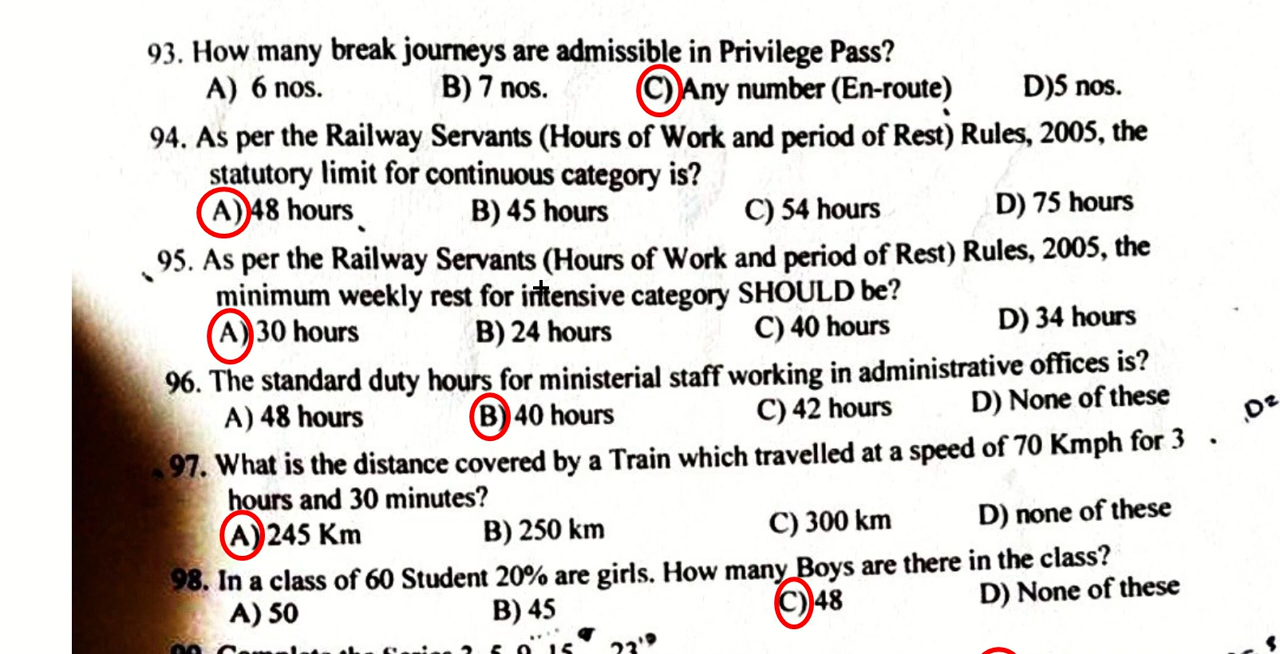 93. How many break journeys are admissible in Privilege Pass?
A) 6 nos. B) 7 nos. C) Any number (En-route) D)5 nos.
94. As per the Railway Servants (Hours of Work and period of Rest) Rules, 2005, the
statutory limit for continuous category is?
A) 48 hours B) 45 hours C) 54 hours D) 75 hours
95. As per the Railway Servants (Hours of Work and period of Rest) Rules, 2005, the
minimum weekly rest for intensive category SHOULD be?
A) 30 hours B) 24 hours C) 40 hours D) 34 hours
96. The standard duty hours for ministerial staff working in administrative offices is?
A) 48 hours B) 40 hours C) 42 hours D) None of these
97. What is the distance covered by a Train which travelled at a speed of 70 Kmph for 3
hours and 30 minutes?
A) 245 Km B) 250 km C) 300 km D) none of these
98. In a class of 60 Student 20% are girls. How many Boys are there in the class?
A) 50 B) 45 C) 48 D) None of these